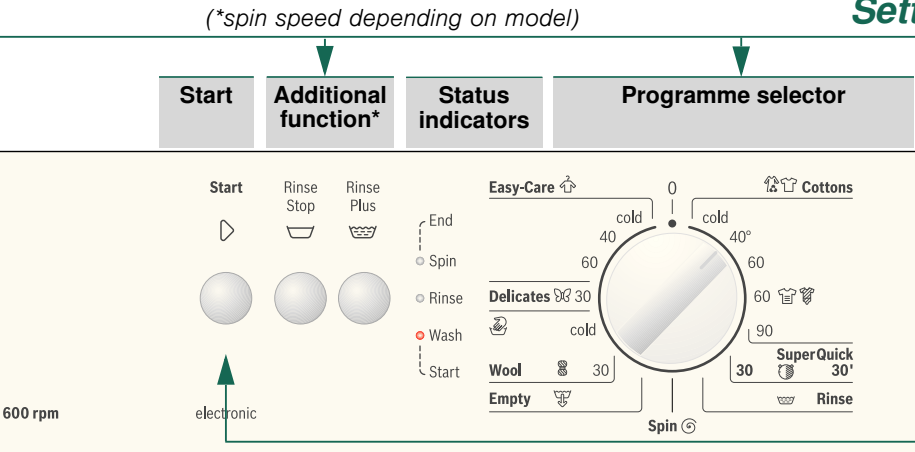 (*spin speed depending on model)
Sett
Start
Additional
function*
Status
indicators
Programme selector
Start
Rinse
Stop
Rinse
Plus
End
Spin
Rinse
Wash
Start
Easy-Care
0
Cottons
cold
cold
40
40°
60
60
Delicates 30
60
cold
90
SuperQuick
Wool 30
30 30'
Empty
Rinse
Spin
600 rpm
electronic